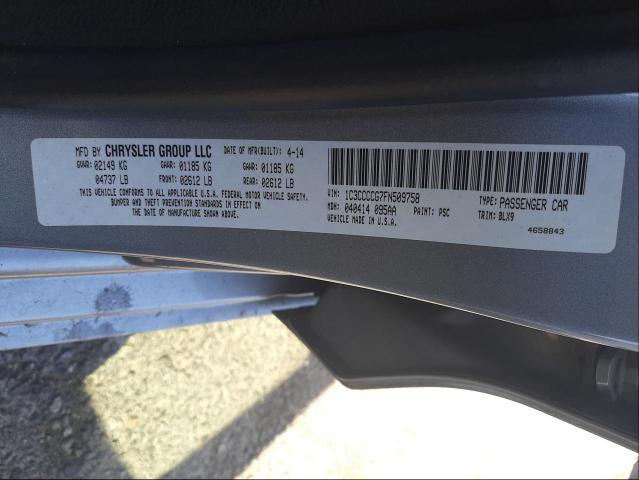 MFD BY CHRYSLER GROUP LLC DATE OF MFR(BUILT): 4-14
GVWR: 02149 KG GAWR: 01185 KG GAWR: 01185 KG
04737 LB FRONT: 02612 LB REAR: 02612 LB
THIS VEHICLE CONFORMS TO ALL APPLICABLE U.S.A. FEDERAL MOTOR VEHICLE SAFETY,
BUMPER AND THEFT PREVENTION STANDARDS IN EFFECT ON
THE DATE OF MANUFACTURE SHOWN ABOVE.
VIN: 1C3CCCCG7FN509758 TYPE: PASSENGER CAR
MDH: 040414 095AA PAINT: PSC TRIM: BLX9
VEHICLE MADE IN U.S.A. 4658843